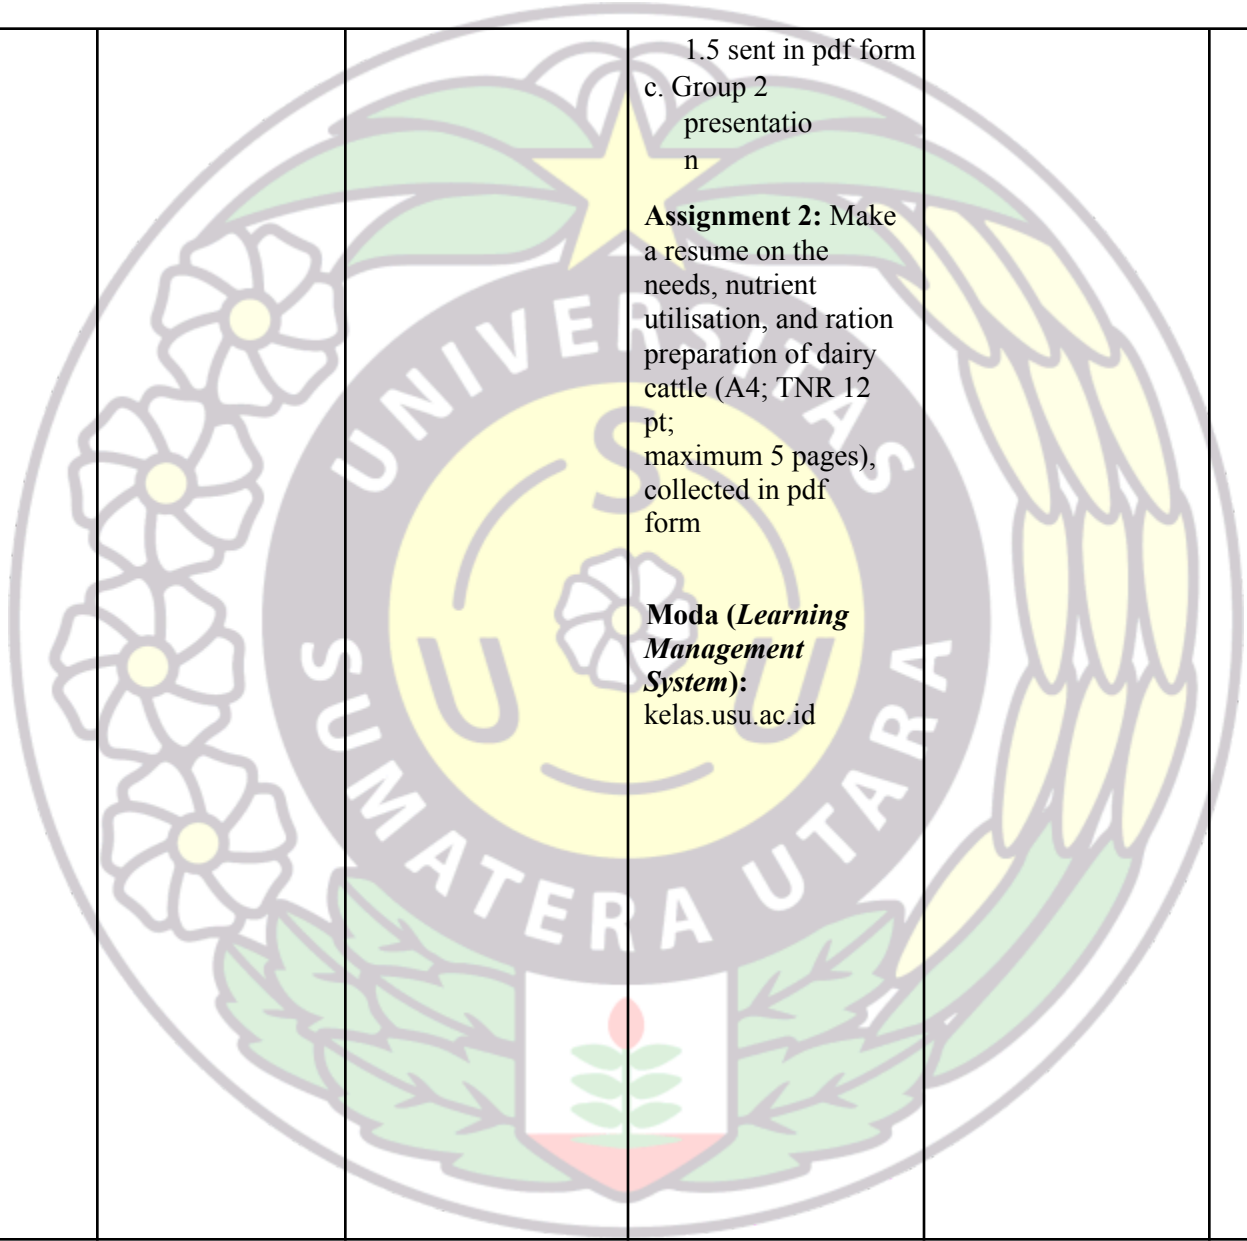 1.5 sent in pdf form
c. Group 2
presentatio
n
Assignment 2: Make
a resume on the
needs, nutrient
utilisation, and ration
preparation of dairy
cattle (A4; TNR 12
pt;
maximum 5 pages),
collected in pdf
form
Moda (Learning
Management
System):
kelas.usu.ac.id
UNIVERSITAS
SUMATERA UTARA
S
U U